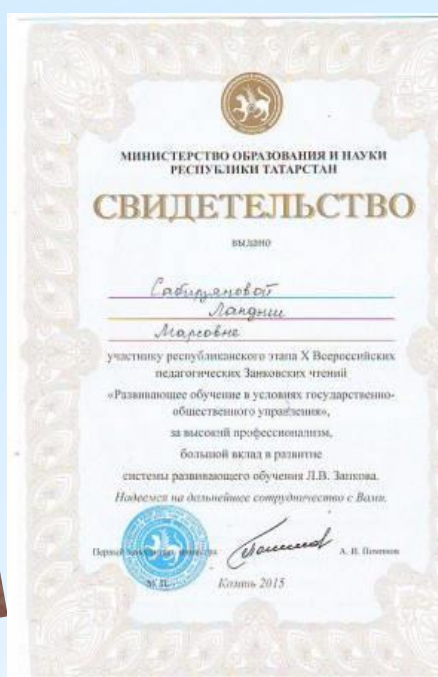 МИНИСТЕРСТВО ОБРАЗОВАНИЯ И НАУКИ
РЕСПУБЛИКИ ТАТАРСТАН
СВИДЕТЕЛЬСТВО
выдано
Сабирзяновой
Ландыш
Марсовне
участнику республиканского этапа X Всероссийских
педагогических Занковских чтений
«Развивающее обучение в условиях государственно-
общественного управления»,
за высокий профессионализм,
большой вклад в развитие
системы развивающего обучения Л.В. Занкова.
Надеемся на дальнейшее сотрудничество с Вами.
Первый заместитель министра
А. И. Поминов
Казань 2015